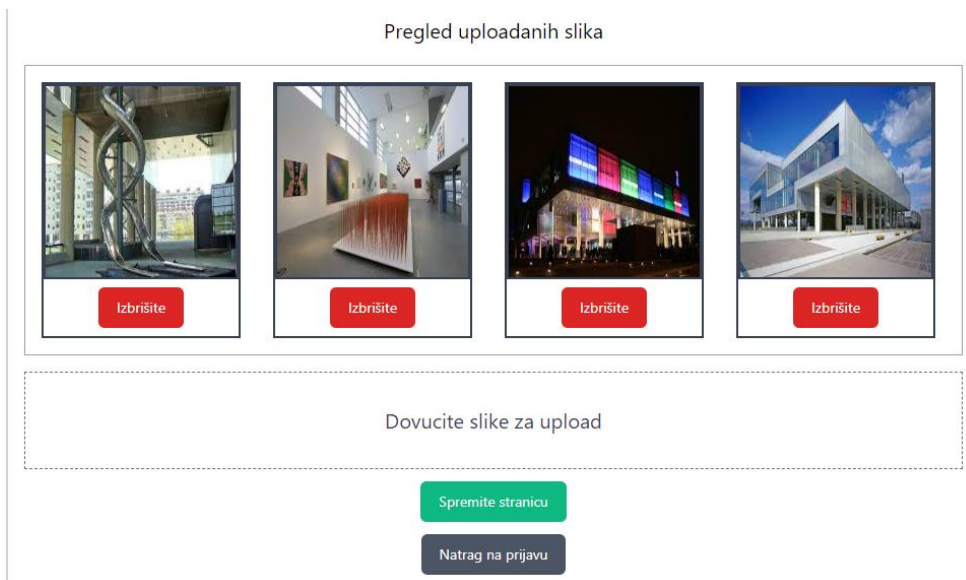 Pregled uploadanih slika
Izbrišite
Izbrišite
Izbrišite
Izbrišite
Dovucite slike za upload
Spremite stranicu
Natrag na prijavu